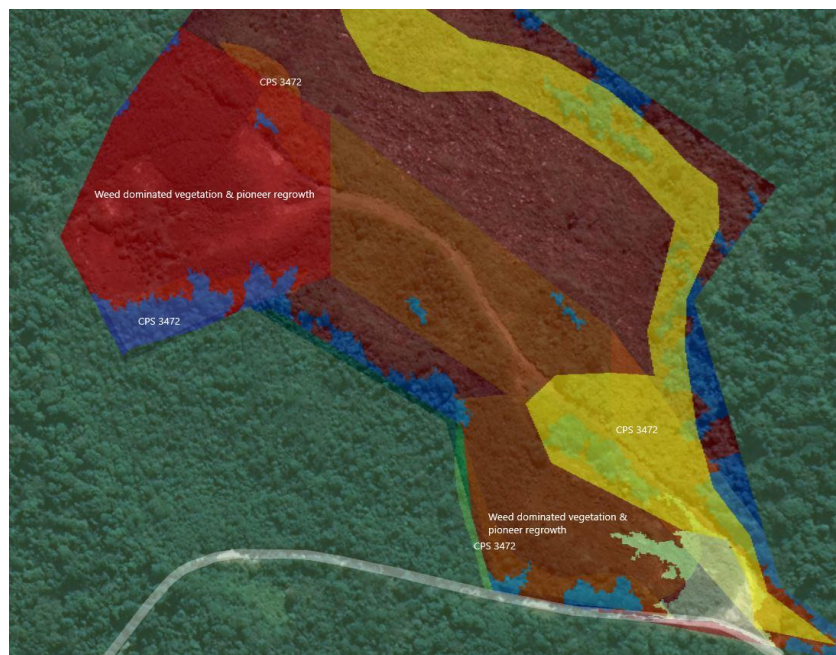 CPS 3472
Weed dominated vegetation & pioneer regrowth
CPS 3472
CPS 3472
Weed dominated vegetation &
pioneer regrowth
CPS 3472